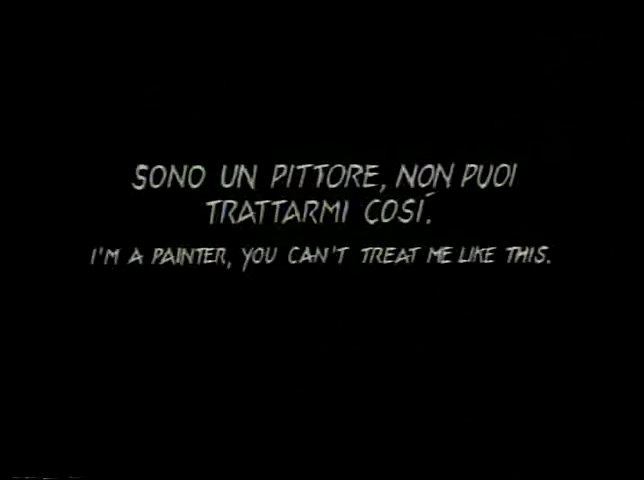 SONO UN PITTORE, NON PUOI
TRATTARMI COSÍ.
I'M A PAINTER, YOU CAN'T TREAT ME LIKE THIS.